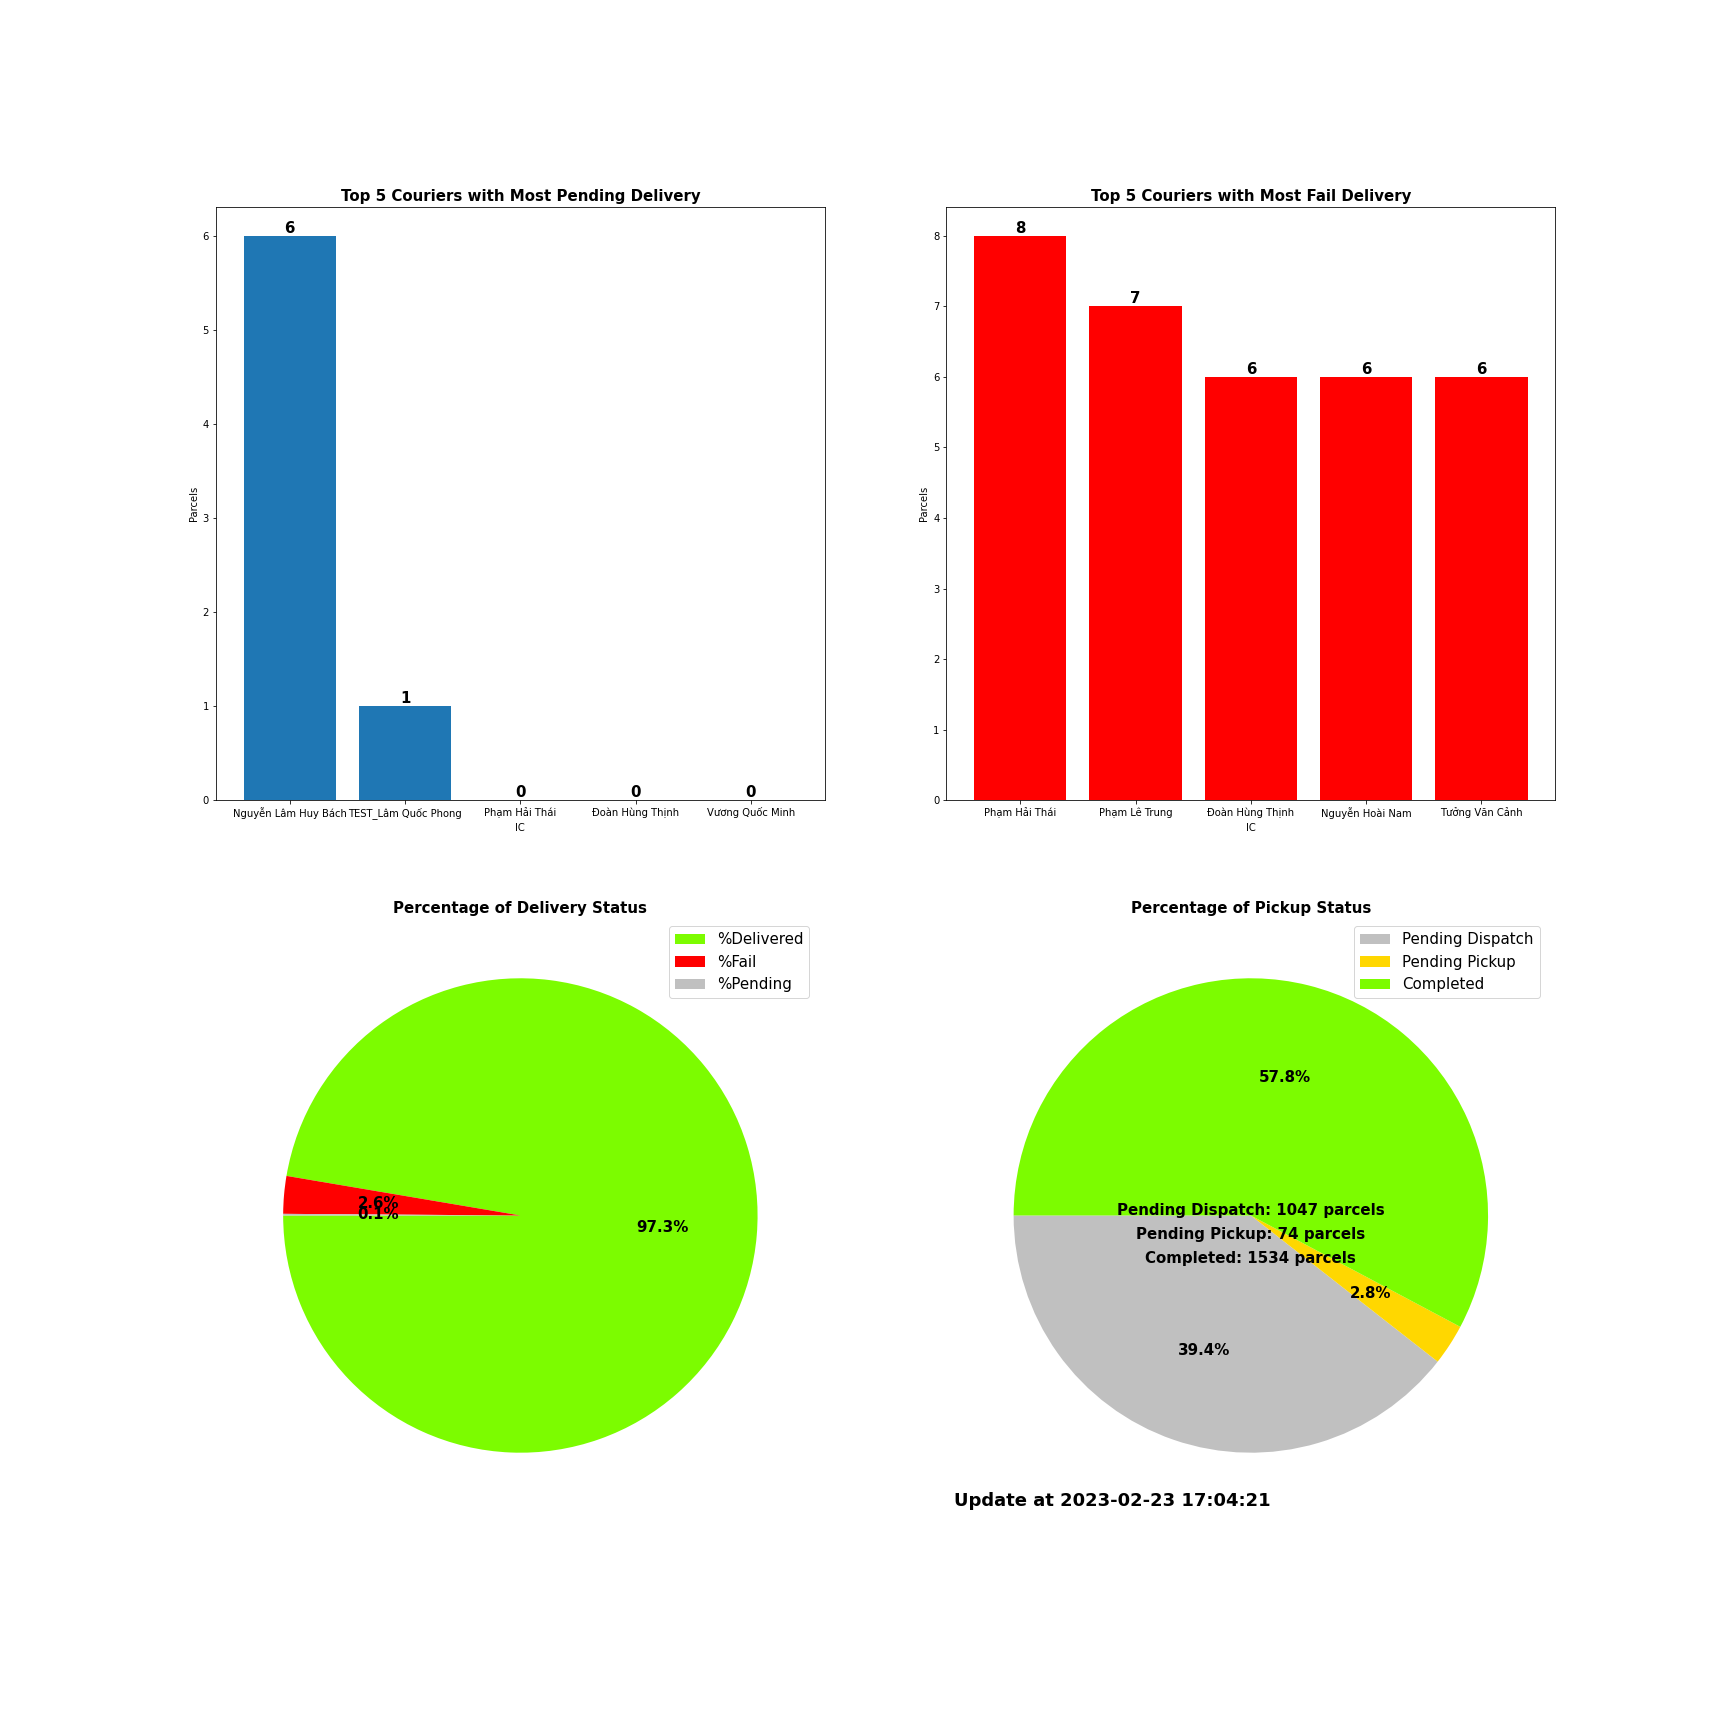 Top 5 Couriers with Most Pending Delivery
6
1
0
0
0
6
5
4
3
2
1
0
Parcels
Nguyễn Lâm Huy Bách
TEST_Lâm Quốc Phong
Phạm Hải Thái
Đoàn Hùng Thịnh
Vương Quốc Minh
IC
Top 5 Couriers with Most Fail Delivery
8
7
6
6
6
8
7
6
5
4
3
2
1
0
Parcels
Phạm Hải Thái
Phạm Lê Trung
Đoàn Hùng Thịnh
Nguyễn Hoài Nam
Tưởng Văn Cảnh
IC
Percentage of Delivery Status
%Delivered
%Fail
%Pending
2.6%
0.1%
97.3%
Percentage of Pickup Status
Pending Dispatch
Pending Pickup
Completed
57.8%
Pending Dispatch: 1047 parcels
Pending Pickup: 74 parcels
Completed: 1534 parcels
2.8%
39.4%
Update at 2023-02-23 17:04:21